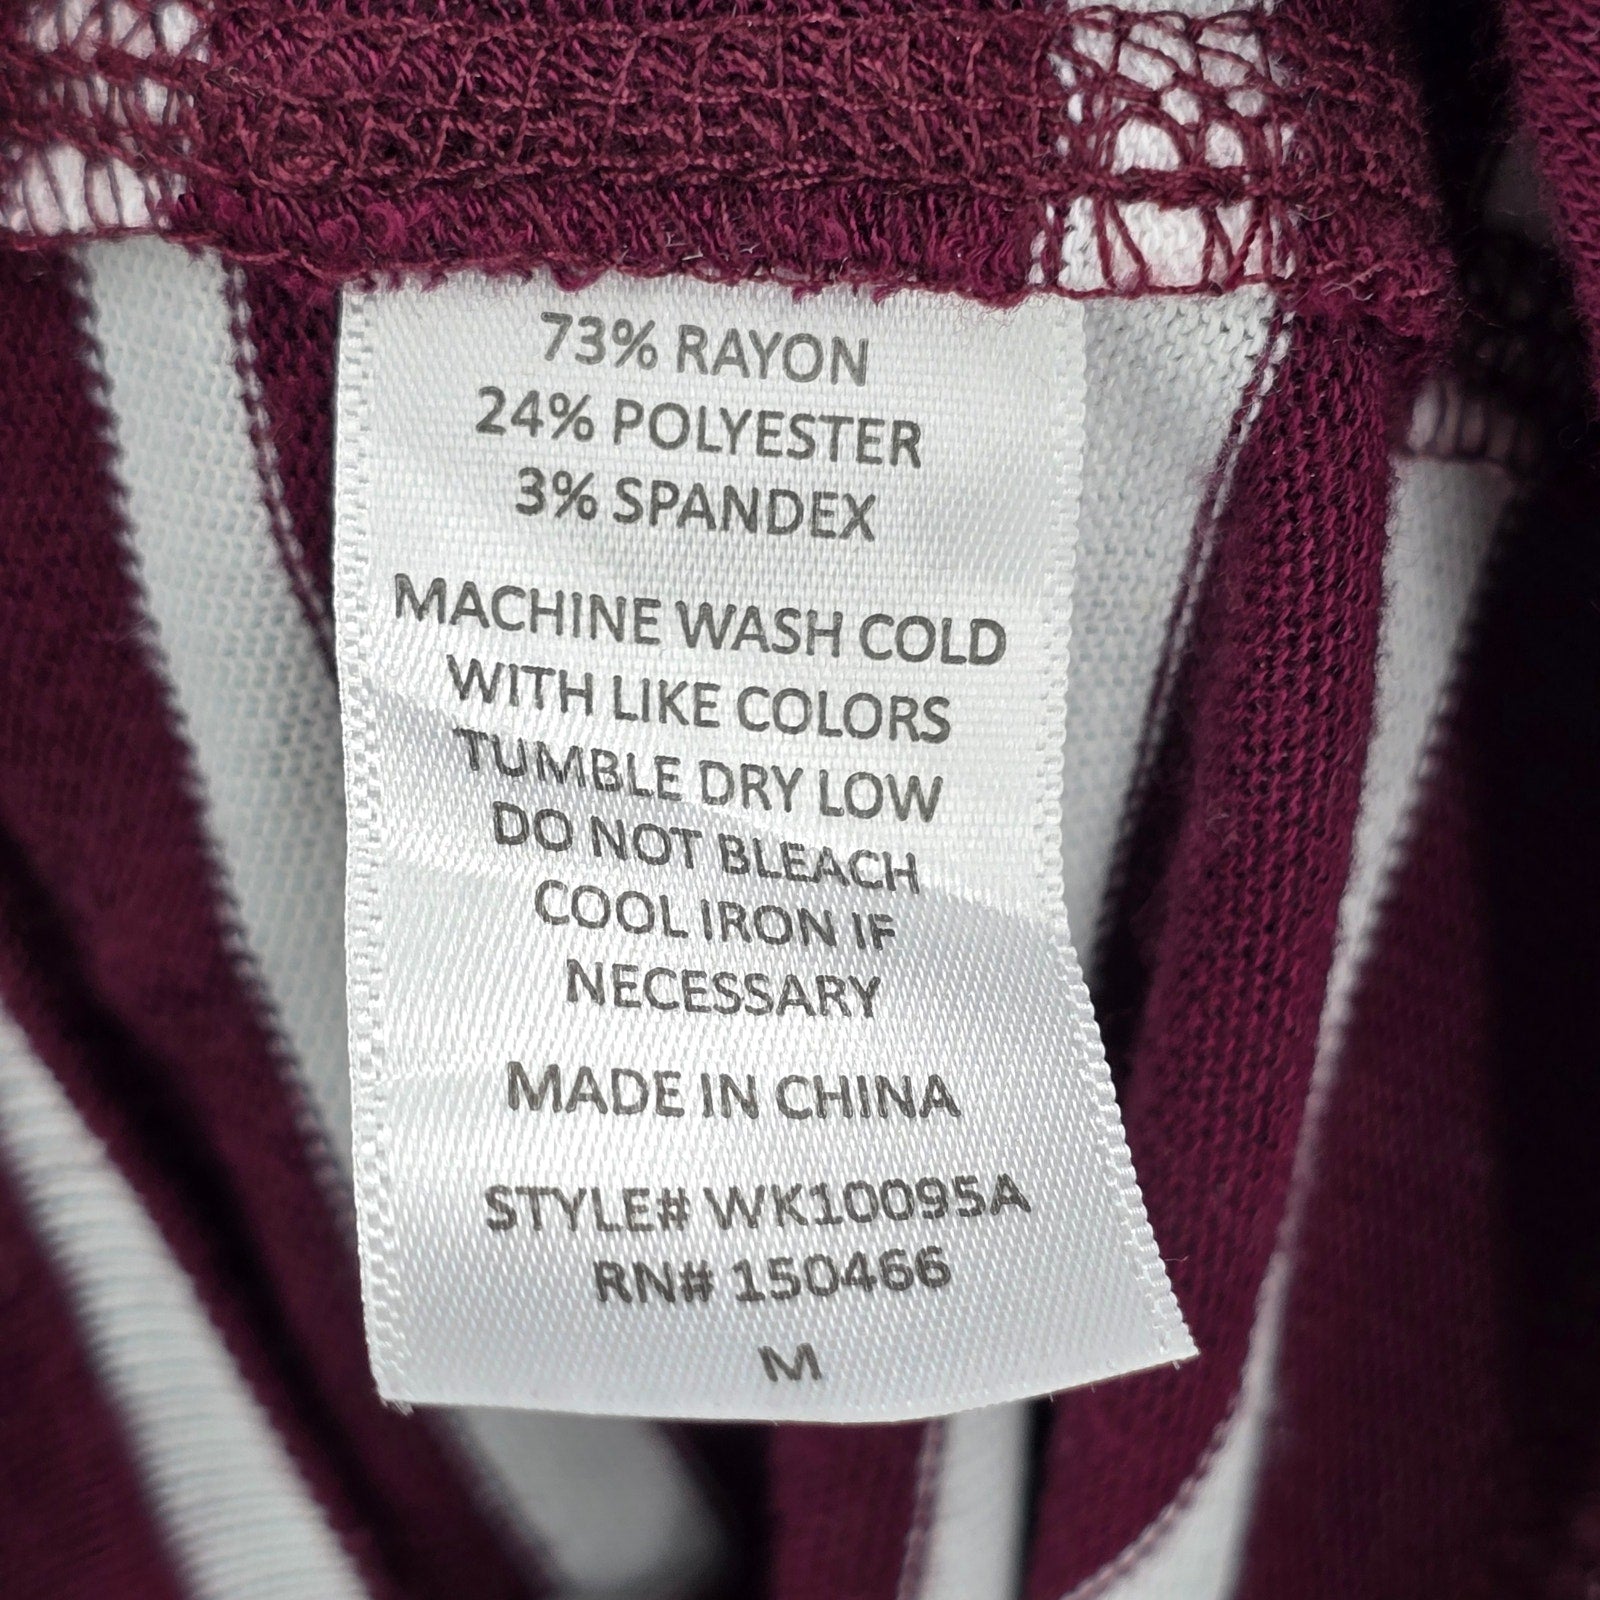 73% RAYON
24% POLYESTER
3% SPANDEX
MACHINE WASH COLD
WITH LIKE COLORS
TUMBLE DRY LOW
DO NOT BLEACH
COOL IRON IF
NECESSARY
MADE IN CHINA
STYLE# WK10095A
RN# 150466
M